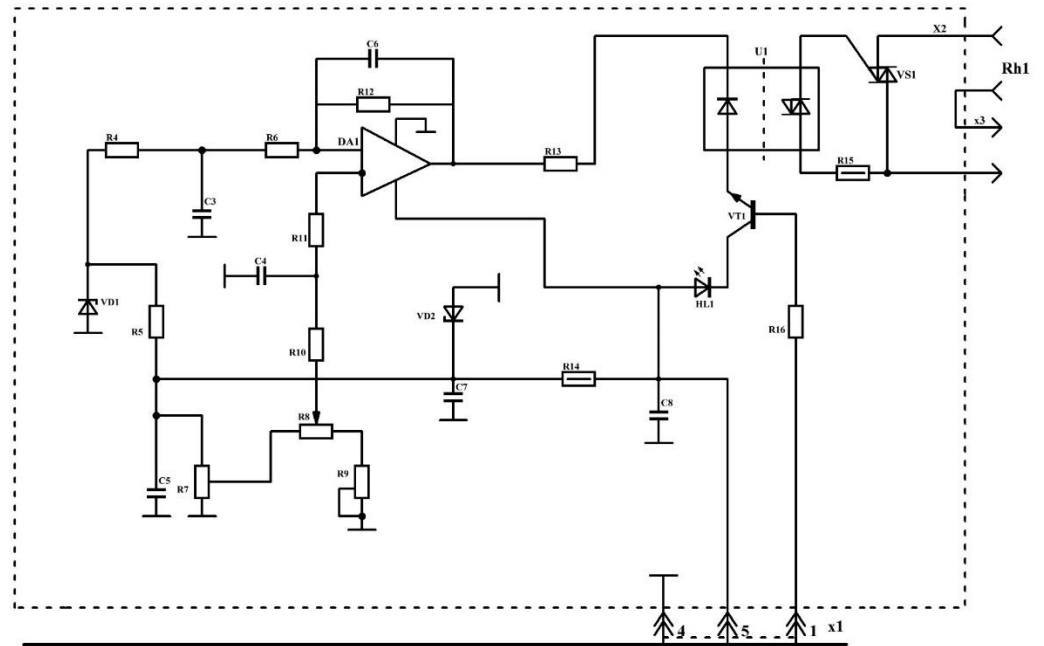 C6
X2
U1
VS1
Rh1
R12
x3
R4
R6
DA1
R13
R15
C3
R11
VT1
C4
VD1
HL1
R5
VD2
R16
R10
R14
C7
C8
R8
R9
C5
R7
4 5 1 x1